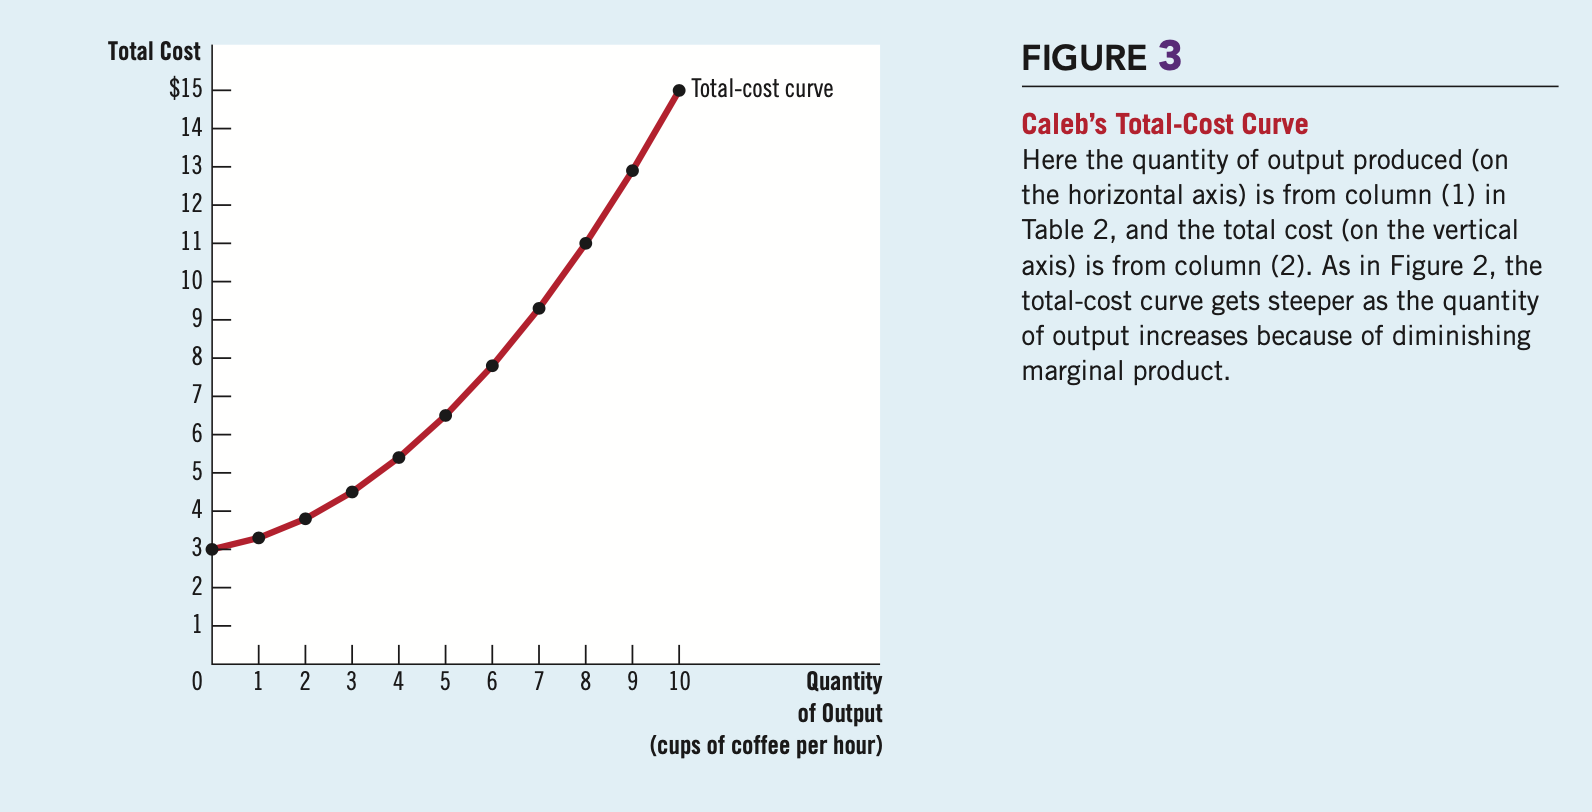 Total Cost
$15
14
13
12
11
10
9
8
7
6
5
4
3
2
1
0
1
2
3
4
5
6
7
8
9
10
Total-cost curve
Quantity
of Output
(cups of coffee per hour)
FIGURE 3
Caleb’s Total-Cost Curve
Here the quantity of output produced (on
the horizontal axis) is from column (1) in
Table 2, and the total cost (on the vertical
axis) is from column (2). As in Figure 2, the
total-cost curve gets steeper as the quantity
of output increases because of diminishing
marginal product.